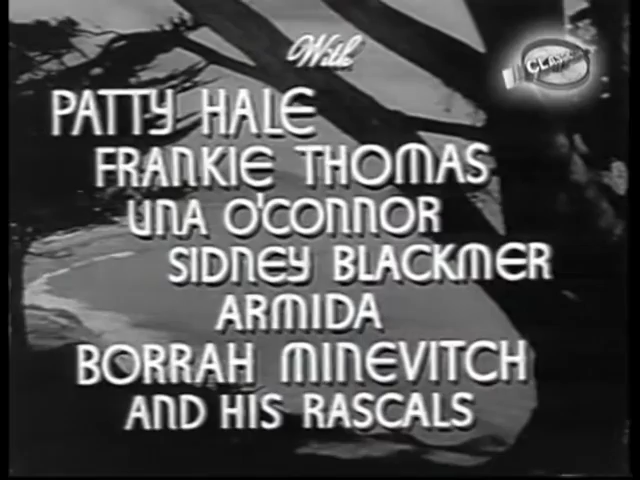 With
PATTY HALE
FRANKIE THOMAS
UNA O'CONNOR
SIDNEY BLACKMER
ARMIDA
BORRAH MINEVITCH
AND HIS RASCALS